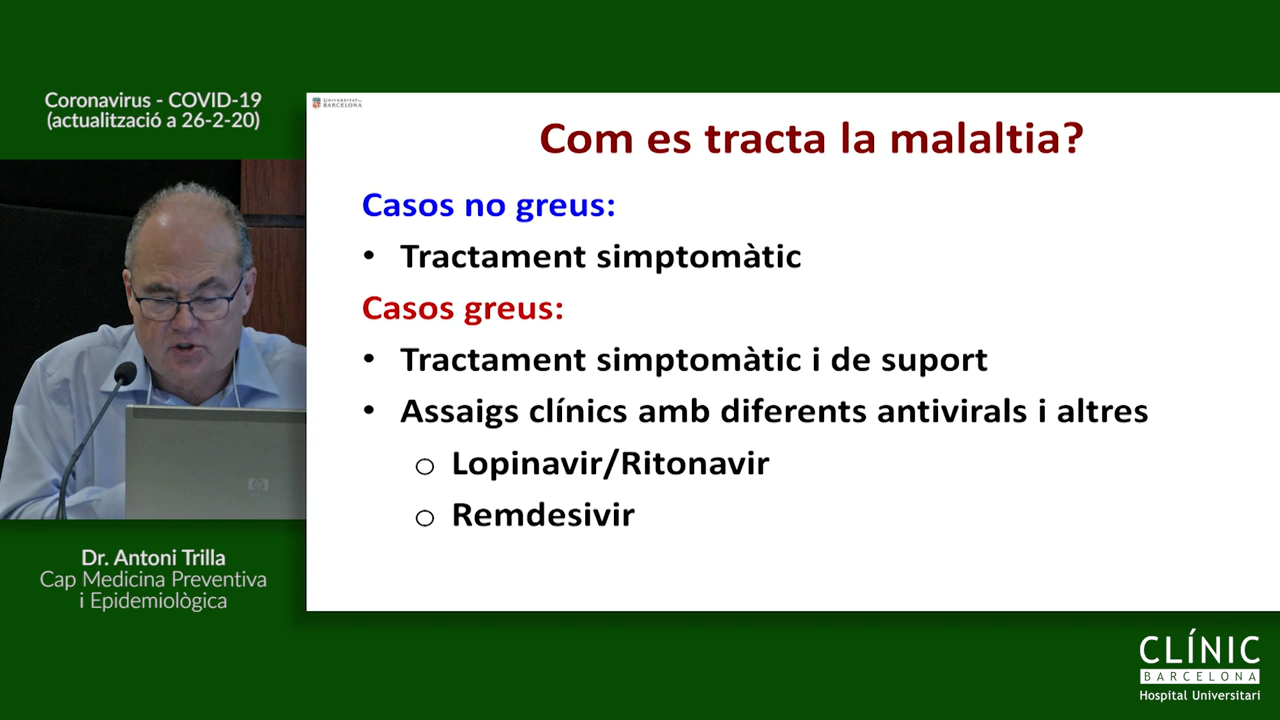 Coronavirus - COVID-19
(actualització a 26-2-20)
UNIVERSITAT DE
BARCELONA
Com es tracta la malaltia?
Casos no greus:
• Tractament simptomàtic
Casos greus:
• Tractament simptomàtic i de suport
• Assaigs clínics amb diferents antivirals i altres
o Lopinavir/Ritonavir
o Remdesivir
hp
Dr. Antoni Trilla
Cap Medicina Preventiva
i Epidemiològica
CLÍNIC
BARCELONA
Hospital Universitari